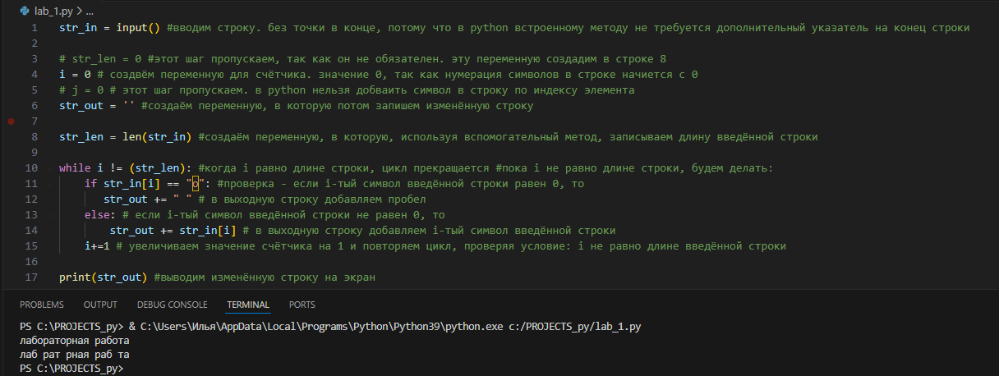 lab_1.py > ...
1 str_in = input() #вводим строку. без точки в конце, потому что в python встроенному методу не требуется дополнительный указатель на конец строки
2
3 # str_len = 0 #этот шаг пропускаем, так как он не обязателен. эту переменную создадим в строке 8
4 i = 0 # создвём переменную для счётчика. значение 0, так как нумерация символов в строке начиется с 0
5 # j = 0 # этот шаг пропускаем. в python нельзя добваить символ в строку по индексу элемента
6 str_out = '' #создаём переменную, в которую потом запишем изменённую строку
7
8 str_len = len(str_in) #создаём переменную, в которую, используя вспомогательный метод, записываем длину введённой строки
9
10 while i != (str_len): #когда i равно длине строки, цикл прекращается #пока i не равно длине строки, будем делать:
11 if str_in[i] == "о": #проверка - если i-тый символ введённой строки равен 0, то
12 str_out += " " # в выходную строку добавляем пробел
13 else: # если i-тый символ введённой строки не равен 0, то
14 str_out += str_in[i] # в выходную строку добавляем i-тый символ введённой строки
15 i+=1 # увеличиваем значение счётчика на 1 и повторяем цикл, проверяя условие: i не равно длине введённой строки
16
17 print(str_out) #выводим изменённую строку на экран
PROBLEMS OUTPUT DEBUG CONSOLE TERMINAL PORTS
PS C:\PROJECTS_py> & C:\Users\Илья\AppData\Local\Programs\Python\Python39\python.exe c:/PROJECTS_py/lab_1.py
лабораторная работа
лаб рат рная раб та
PS C:\PROJECTS_py>